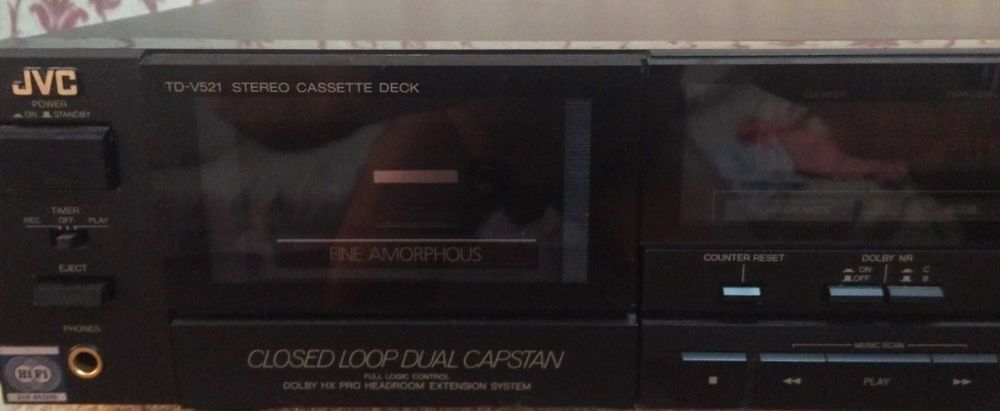 JVC
POWER
ON STANDBY
TIMER
REC OFF PLAY
EJECT
PHONES
Hi Fi
TD-V521 STEREO CASSETTE DECK
FINE AMORPHOUS
CLOSED LOOP DUAL CAPSTAN
FULL LOGIC CONTROL
DOLBY HX PRO HEADROOM EXTENSION SYSTEM
COUNTER
COUNTER RESET
DOLBY NR
ON
OFF
C
B
MUSIC SCAN
PLAY